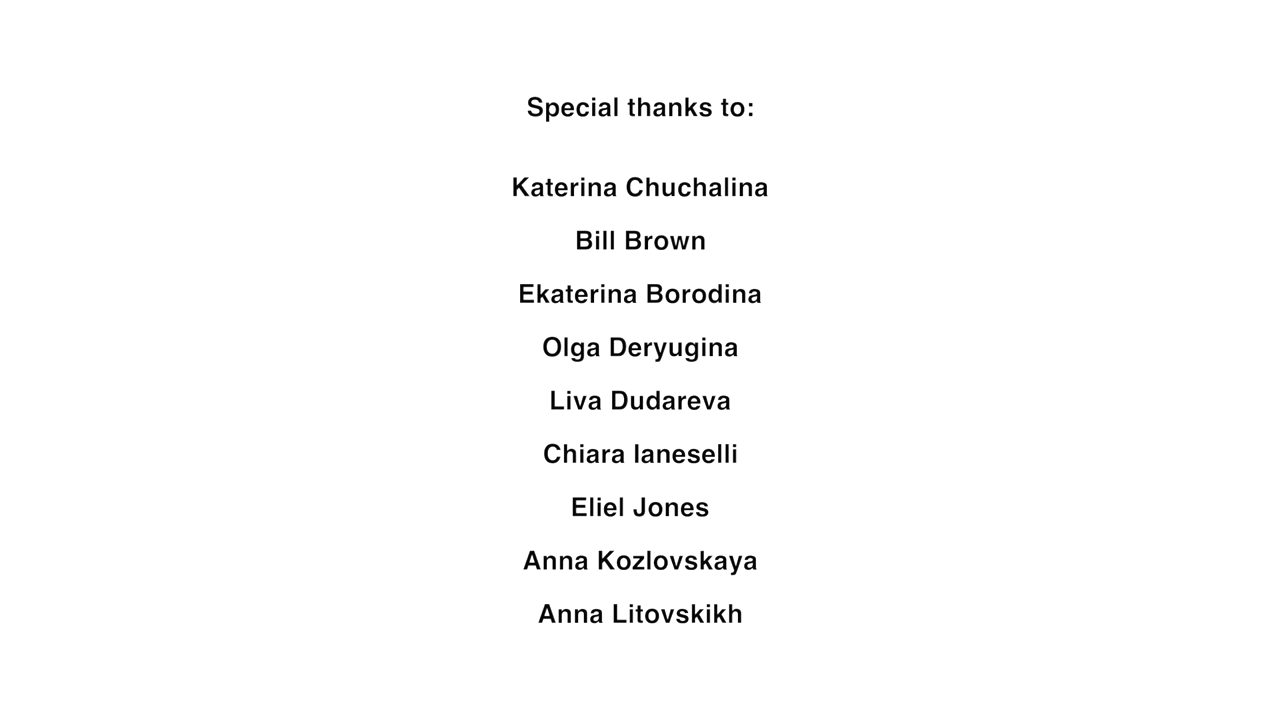 Special thanks to:
Katerina Chuchalina
Bill Brown
Ekaterina Borodina
Olga Deryugina
Liva Dudareva
Chiara Ianeselli
Eliel Jones
Anna Kozlovskaya
Anna Litovskikh